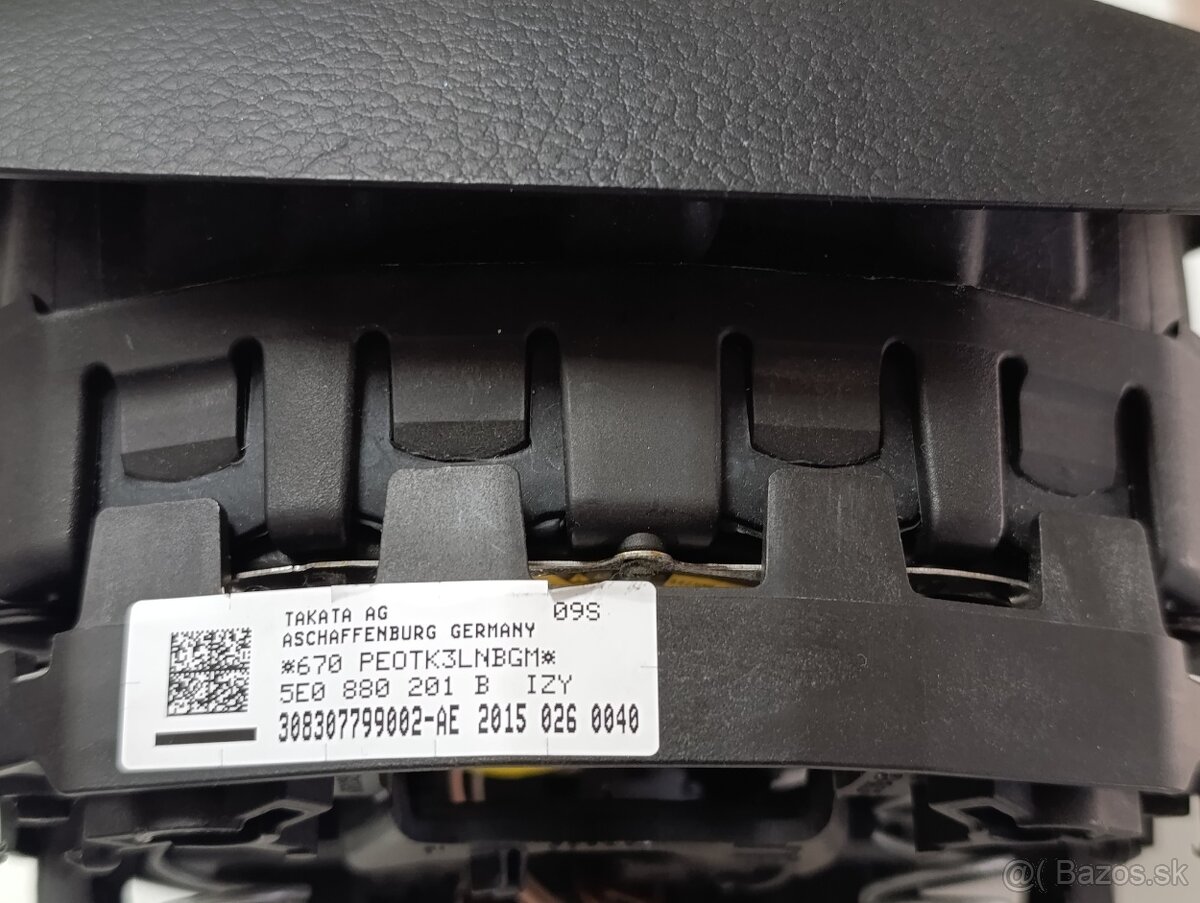 TAKATA AG 09S
ASCHAFFENBURG GERMANY
*670 PEOTK3LNBGM*
5E0 880 201 B IZY
308307799002-AE 2015 026 0040
@( Bazos.sk